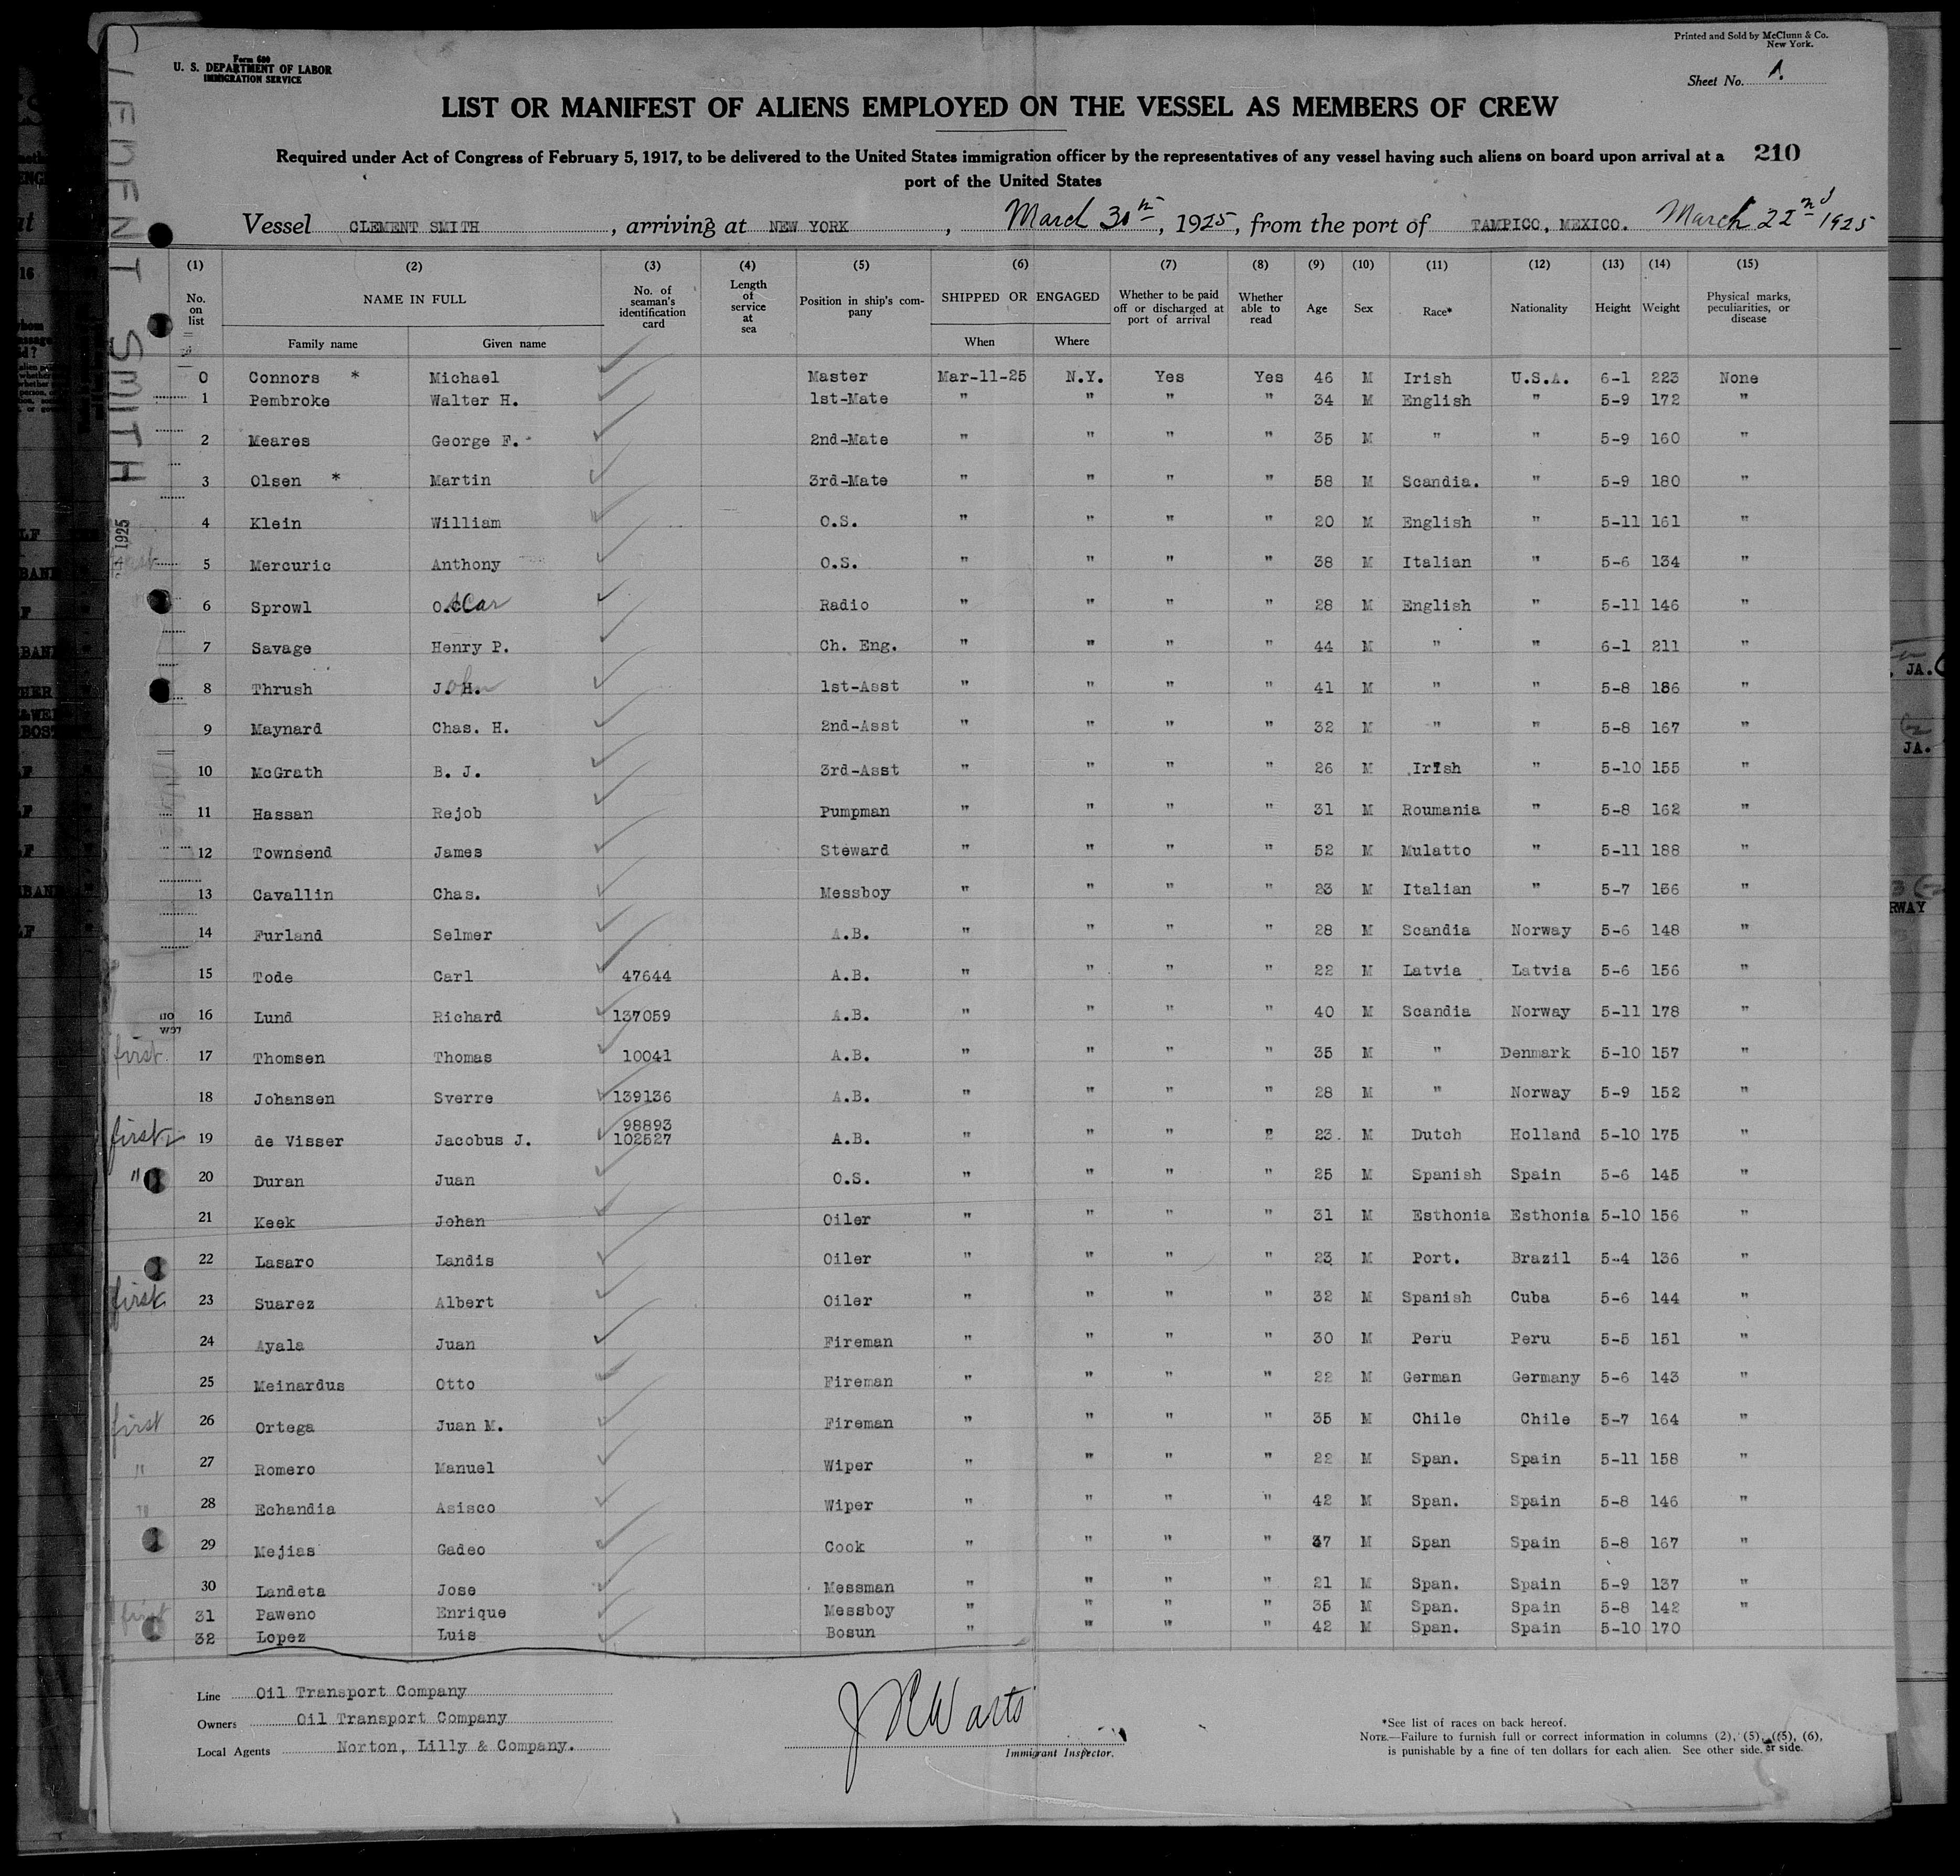 Form 680
U. S. DEPARTMENT OF LABOR
IMMIGRATION SERVICE
Printed and Sold by McClunn & Co.
New York.
Sheet No. 1.
LIST OR MANIFEST OF ALIENS EMPLOYED ON THE VESSEL AS MEMBERS OF CREW
Required under Act of Congress of February 5, 1917, to be delivered to the United States immigration officer by the representatives of any vessel having such aliens on board upon arrival at a
port of the United States
210
Vessel CLEMENT SMITH, arriving at NEW YORK, March 30th, 1925, from the port of TAMPICO, MEXICO. March 22nd 1925
CLEMENT SMITH
1925
(1) (2) (3) (4) (5) (6) (7) (8) (9) (10) (11) (12) (13) (14) (15)
No. on list
NAME IN FULL
Family name Given name
No. of seaman's identification card
Length of service at sea
Position in ship's company
SHIPPED OR ENGAGED
When Where
Whether to be paid off or discharged at port of arrival
Whether able to read
Age Sex Race* Nationality Height Weight
Physical marks, peculiarities, or disease
0 Connors * Michael Master Mar-11-25 N.Y. Yes Yes 46 M Irish U.S.A. 6-1 223 None
1 Pembroke Walter H. 1st-Mate " " " " 34 M English " 5-9 172 "
2 Meares George F. 2nd-Mate " " " " 35 M " " 5-9 160 "
3 Olsen * Martin 3rd-Mate " " " " 58 M Scandia. " 5-9 180 "
4 Klein William O.S. " " " " 20 M English " 5-11 161 "
5 Mercuric Anthony O.S. " " " " 38 M Italian " 5-6 134 "
6 Sprowl Radio " " " " 28 M English " 5-11 146 "
7 Savage Henry P. Ch. Eng. " " " " 44 M " " 6-1 211 "
8 Thrush J. H. 1st-Asst " " " " 41 M " " 5-8 186 "
9 Maynard Chas. H. 2nd-Asst " " " " 32 M " " 5-8 167 "
10 McGrath B. J. 3rd-Asst " " " " 26 M Irish " 5-10 155 "
11 Hassan Rejob Pumpman " " " " 31 M Roumania " 5-8 162 "
12 Townsend James Steward " " " " 52 M Mulatto " 5-11 188 "
13 Cavallin Chas. Messboy " " " " 23 M Italian " 5-7 156 "
14 Furland Selmer A.B. " " " " 28 M Scandia Norway 5-6 148 "
15 Tode Carl 47644 A.B. " " " " 22 M Latvia Latvia 5-6 156 "
16 Lund Richard 137059 A.B. " " " " 40 M Scandia Norway 5-11 178 "
first 17 Thomsen Thomas 10041 A.B. " " " " 35 M " Denmark 5-10 157 "
18 Johansen Sverre 139136 A.B. " " " " 28 M " Norway 5-9 152 "
98893
first 19 de Visser Jacobus J. 102527 A.B. " " " " 23. M Dutch Holland 5-10 175 "
" 20 Duran Juan O.S. " " " " 25 M Spanish Spain 5-6 145 "
21 Keek Johan Oiler " " " " 31 M Esthonia Esthonia 5-10 156 "
22 Lasaro Landis Oiler " " " " 23 M Port. Brazil 5-4 136 "
first 23 Suarez Albert Oiler " " " " 32 M Spanish Cuba 5-6 144 "
24 Ayala Juan Fireman " " " " 30 M Peru Peru 5-5 151 "
25 Meinardus Otto Fireman " " " " 22 M German Germany 5-6 143 "
first 26 Ortega Juan M. Fireman " " " " 35 M Chile Chile 5-7 164 "
" 27 Romero Manuel Wiper " " " " 22 M Span. Spain 5-11 158 "
" 28 Echandia Asisco Wiper " " " " 42 M Span. Spain 5-8 146 "
29 Mejias Gadeo Cook " " " " 37 M Span Spain 5-8 167 "
30 Landeta Jose Messman " " " " 21 M Span. Spain 5-9 137 "
first 31 Paweno Enrique Messboy " " " " 35 M Span. Spain 5-8 142 "
32 Lopez Luis Bosun " " " " 42 M Span. Spain 5-10 170
Line Oil Transport Company
Owners Oil Transport Company
Local Agents Norton, Lilly & Company.
Immigrant Inspector.
*See list of races on back hereof.
NOTE.—Failure to furnish full or correct information in columns (2), (5), (6),
is punishable by a fine of ten dollars for each alien. See other side.